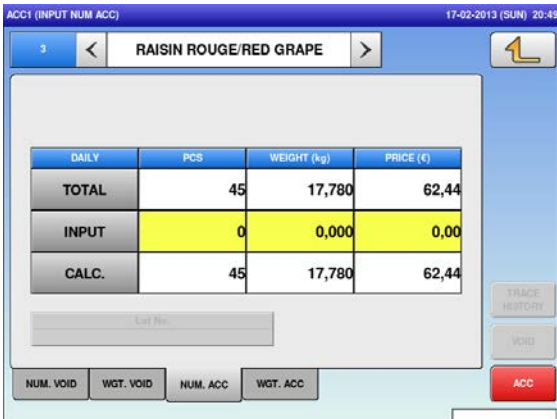 ACC1 (INPUT NUM ACC) 17-02-2013 (SUN) 20:49
3 < RAISIN ROUGE/RED GRAPE >
DAILY PCS WEIGHT (kg) PRICE (€)
TOTAL 45 17,780 62,44
INPUT 0 0,000 0,00
CALC. 45 17,780 62,44
TRACE
HISTORY
Lot No.
VOID
NUM. VOID WGT. VOID NUM. ACC WGT. ACC ACC